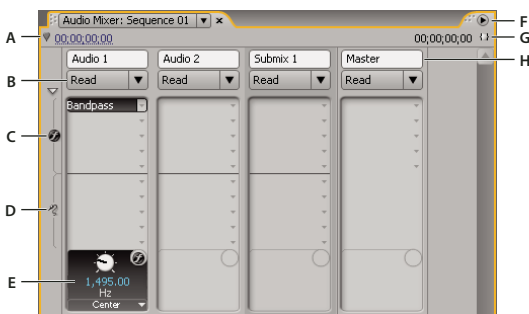 Audio Mixer: Sequence 01
F
A
00;00;00;00
00;00;00;00
G
Audio 1
Audio 2
Submix 1
Master
H
B
Read
Read
Read
Read
Bandpass
C
D
E
1,495.00
Hz
Center